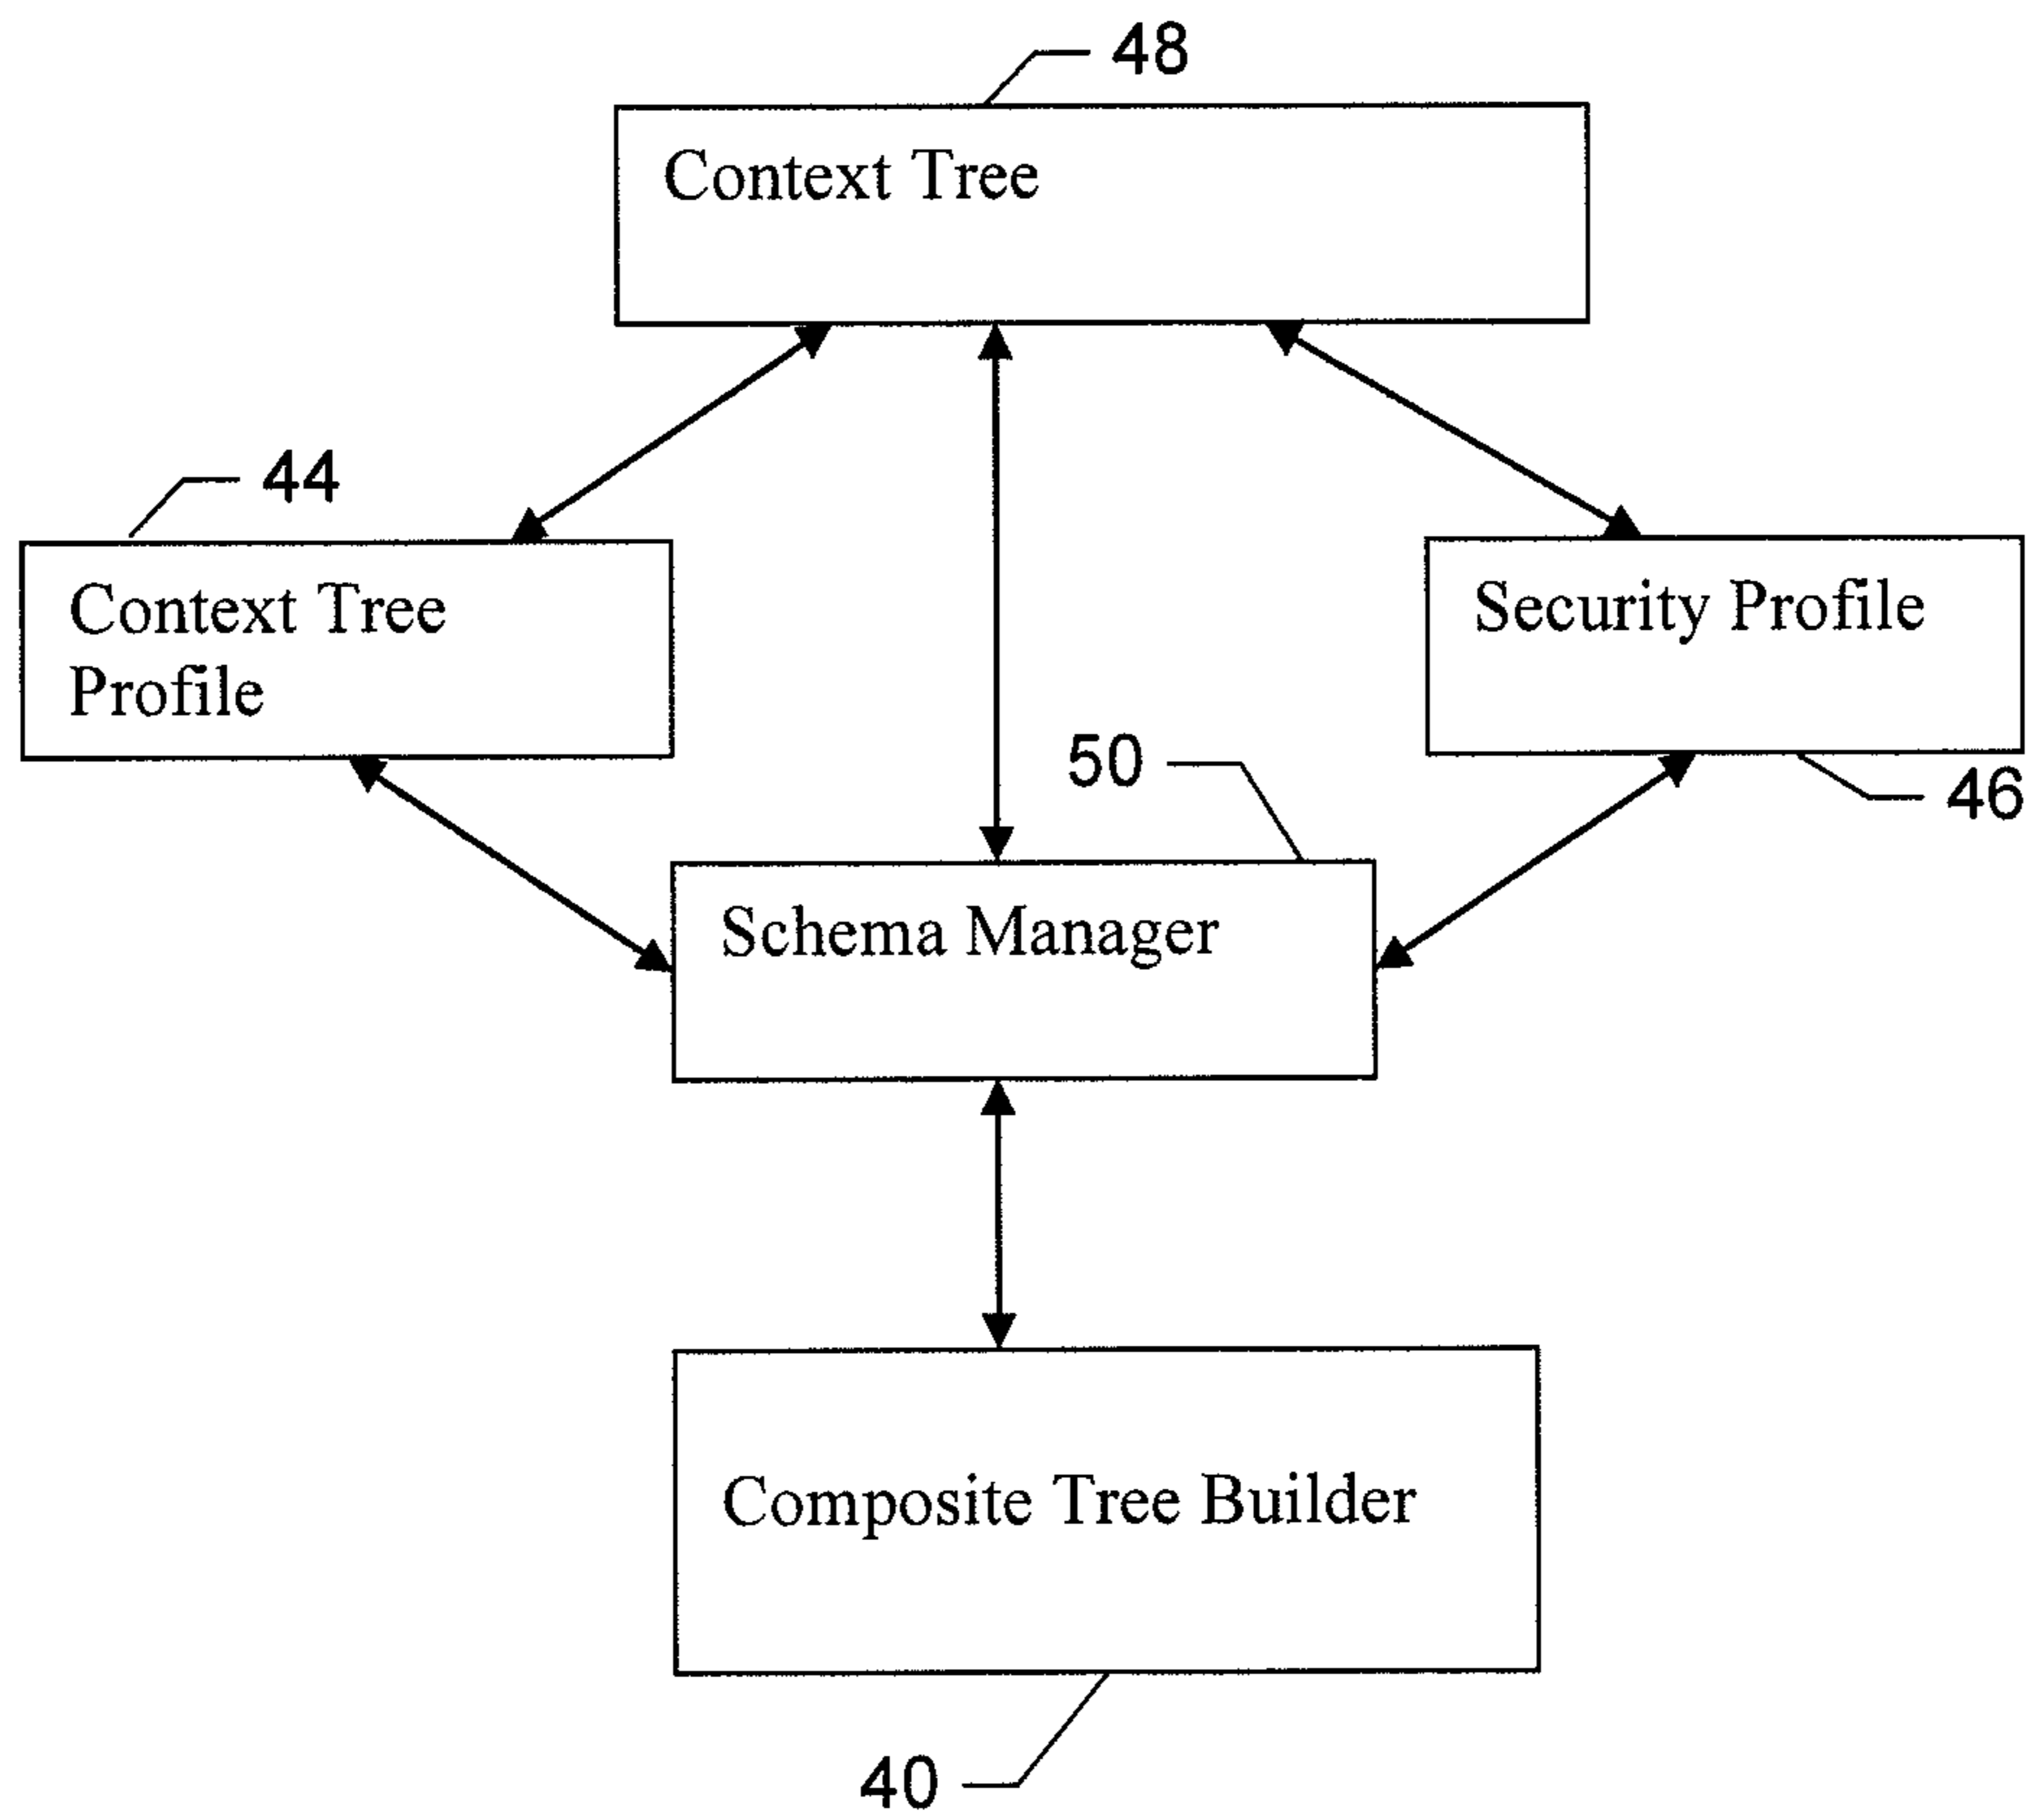 48
Context Tree
44
Context Tree
Profile
Security Profile
50
46
Schema Manager
Composite Tree Builder
40